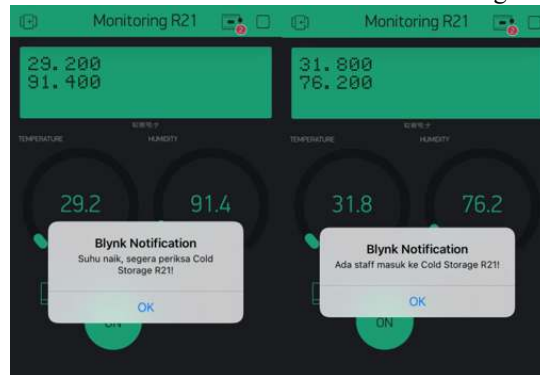 Monitoring R21
2
29.200
91.400
TEMPERATURE
HUMIDITY
29.2
91.4
Blynk Notification
Suhu naik, segera periksa Cold
Storage R21!
OK
ON
Monitoring R21
2
31.800
76.200
TEMPERATURE
HUMIDITY
31.8
76.2
Blynk Notification
Ada staff masuk ke Cold Storage R21!
OK
ON